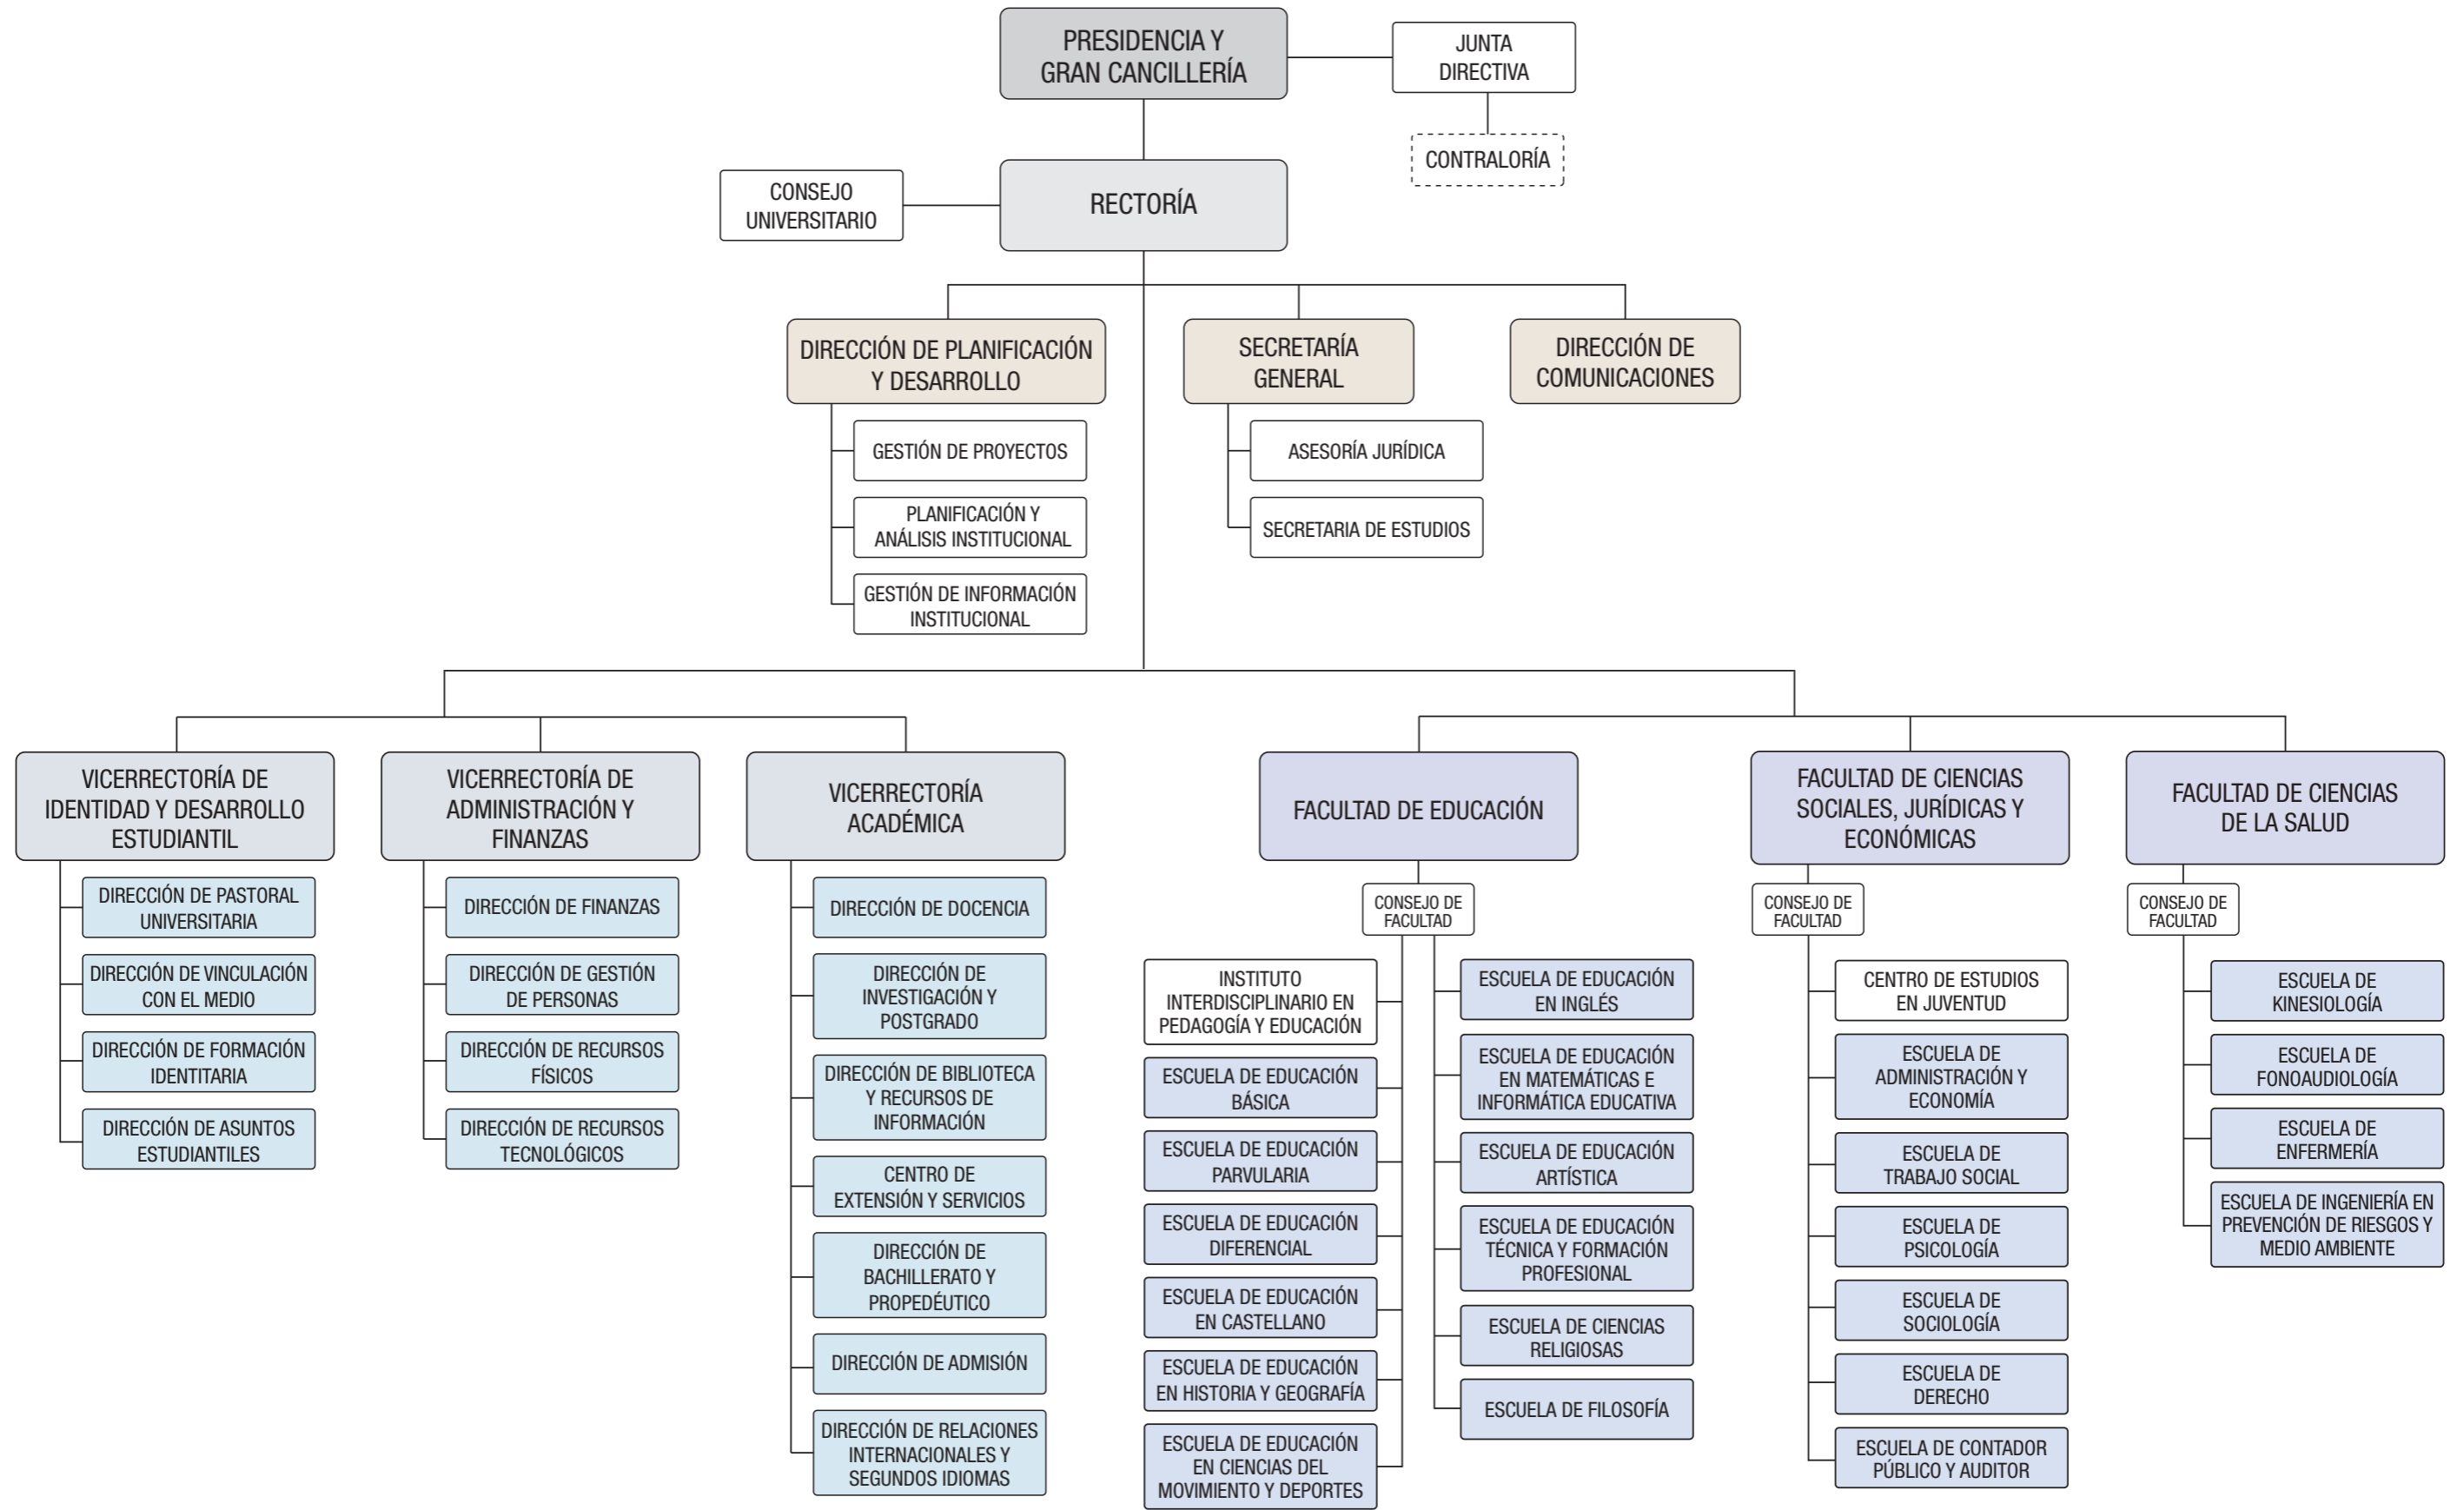 PRESIDENCIA Y
GRAN CANCILLERÍA
JUNTA
DIRECTIVA
CONTRALORÍA
CONSEJO
UNIVERSITARIO
RECTORÍA
DIRECCIÓN DE PLANIFICACIÓN
Y DESARROLLO
SECRETARÍA
GENERAL
DIRECCIÓN DE
COMUNICACIONES
GESTIÓN DE PROYECTOS
PLANIFICACIÓN Y
ANÁLISIS INSTITUCIONAL
GESTIÓN DE INFORMACIÓN
INSTITUCIONAL
ASESORÍA JURÍDICA
SECRETARIA DE ESTUDIOS
VICERRECTORÍA DE
IDENTIDAD Y DESARROLLO
ESTUDIANTIL
DIRECCIÓN DE PASTORAL
UNIVERSITARIA
DIRECCIÓN DE VINCULACIÓN
CON EL MEDIO
DIRECCIÓN DE FORMACIÓN
IDENTITARIA
DIRECCIÓN DE ASUNTOS
ESTUDIANTILES
VICERRECTORÍA DE
ADMINISTRACIÓN Y
FINANZAS
DIRECCIÓN DE FINANZAS
DIRECCIÓN DE GESTIÓN
DE PERSONAS
DIRECCIÓN DE RECURSOS
FÍSICOS
DIRECCIÓN DE RECURSOS
TECNOLÓGICOS
VICERRECTORÍA
ACADÉMICA
DIRECCIÓN DE DOCENCIA
DIRECCIÓN DE
INVESTIGACIÓN Y
POSTGRADO
DIRECCIÓN DE BIBLIOTECA
Y RECURSOS DE
INFORMACIÓN
CENTRO DE
EXTENSIÓN Y SERVICIOS
DIRECCIÓN DE
BACHILLERATO Y
PROPEDÉUTICO
DIRECCIÓN DE ADMISIÓN
DIRECCIÓN DE RELACIONES
INTERNACIONALES Y
SEGUNDOS IDIOMAS
FACULTAD DE EDUCACIÓN
CONSEJO DE
FACULTAD
INSTITUTO
INTERDISCIPLINARIO EN
PEDAGOGÍA Y EDUCACIÓN
ESCUELA DE EDUCACIÓN
BÁSICA
ESCUELA DE EDUCACIÓN
PARVULARIA
ESCUELA DE EDUCACIÓN
DIFERENCIAL
ESCUELA DE EDUCACIÓN
EN CASTELLANO
ESCUELA DE EDUCACIÓN
EN HISTORIA Y GEOGRAFÍA
ESCUELA DE EDUCACIÓN
EN CIENCIAS DEL
MOVIMIENTO Y DEPORTES
ESCUELA DE EDUCACIÓN
EN INGLÉS
ESCUELA DE EDUCACIÓN
EN MATEMÁTICAS E
INFORMÁTICA EDUCATIVA
ESCUELA DE EDUCACIÓN
ARTÍSTICA
ESCUELA DE EDUCACIÓN
TÉCNICA Y FORMACIÓN
PROFESIONAL
ESCUELA DE CIENCIAS
RELIGIOSAS
ESCUELA DE FILOSOFÍA
FACULTAD DE CIENCIAS
SOCIALES, JURÍDICAS Y
ECONÓMICAS
CONSEJO DE
FACULTAD
CENTRO DE ESTUDIOS
EN JUVENTUD
ESCUELA DE
ADMINISTRACIÓN Y
ECONOMÍA
ESCUELA DE
TRABAJO SOCIAL
ESCUELA DE
PSICOLOGÍA
ESCUELA DE
SOCIOLOGÍA
ESCUELA DE
DERECHO
ESCUELA DE CONTADOR
PÚBLICO Y AUDITOR
FACULTAD DE CIENCIAS
DE LA SALUD
CONSEJO DE
FACULTAD
ESCUELA DE
KINESIOLOGÍA
ESCUELA DE
FONOAUDIOLOGÍA
ESCUELA DE
ENFERMERÍA
ESCUELA DE INGENIERÍA EN
PREVENCIÓN DE RIESGOS Y
MEDIO AMBIENTE